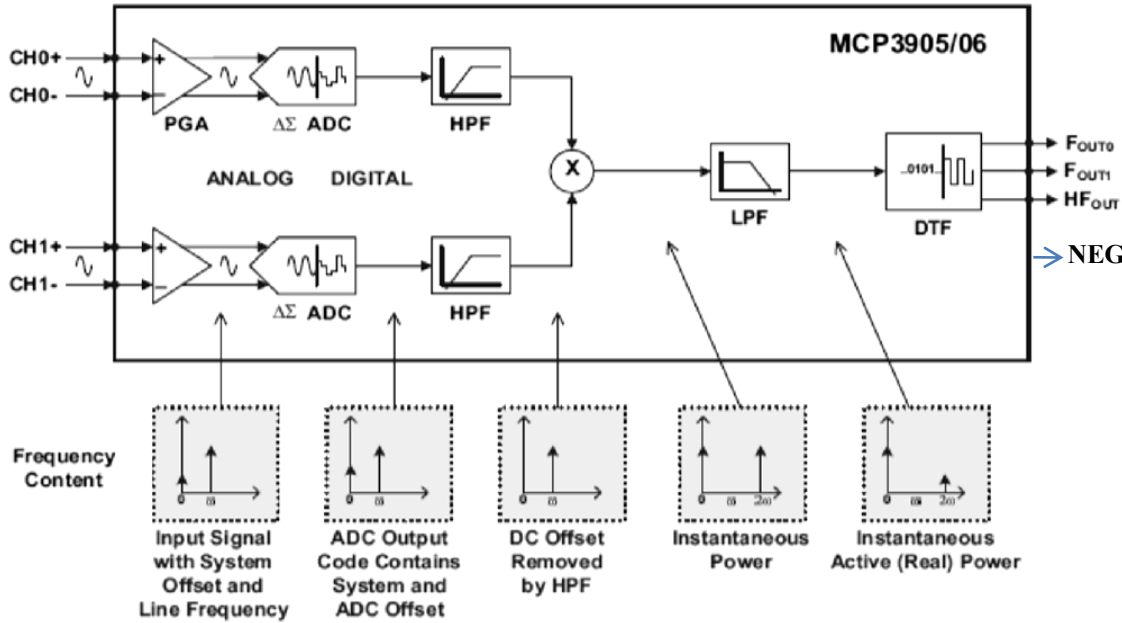 MCP3905/06
CH0+
CH0-
PGA
ΔΣ ADC
HPF
ANALOG DIGITAL
X
LPF
...0101...
DTF
FOUT0
FOUT1
HFOUT
NEG
CH1+
CH1-
ΔΣ ADC
HPF
Frequency
Content
0 ω
0 ω
0 ω
0 ω 2ω
0 ω 2ω
Input Signal
with System
Offset and
Line Frequency
ADC Output
Code Contains
System and
ADC Offset
DC Offset
Removed
by HPF
Instantaneous
Power
Instantaneous
Active (Real) Power